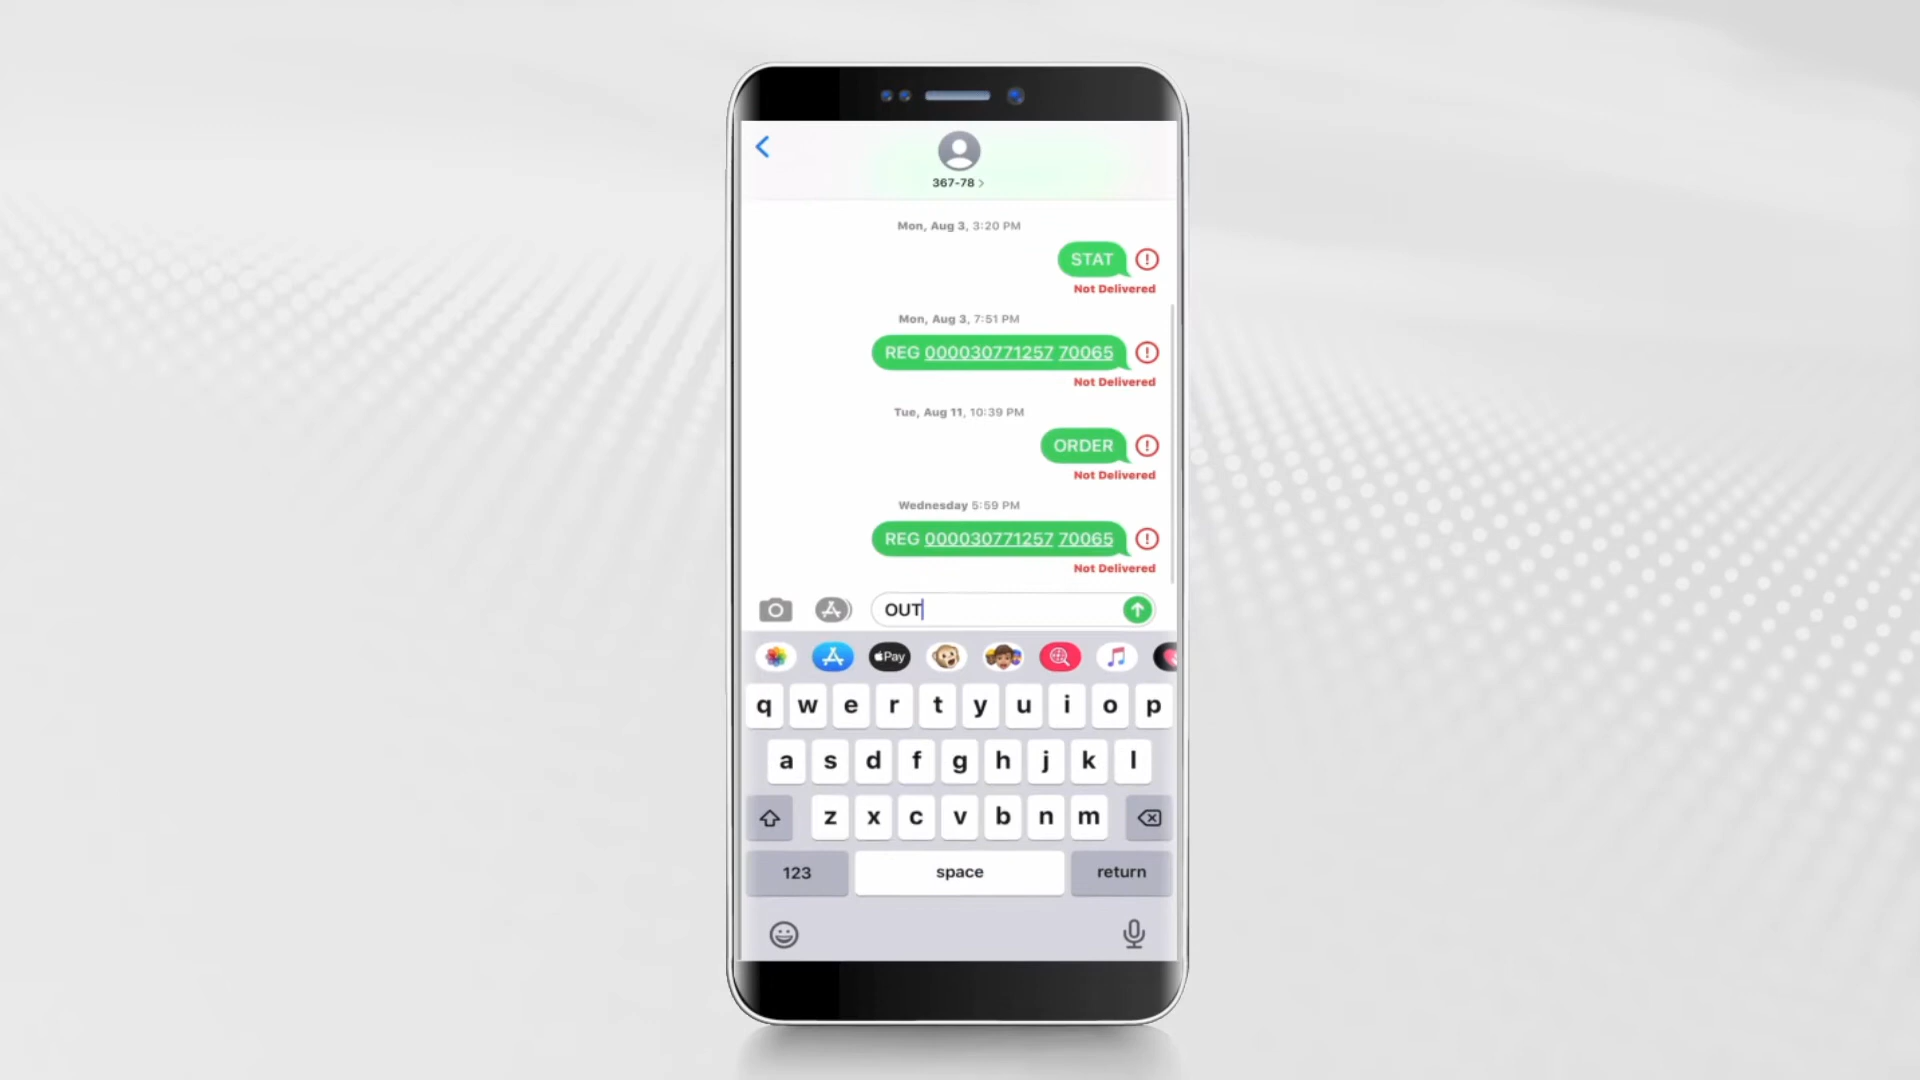 367-78 >
Mon, Aug 3, 3:20 PM
STAT
Not Delivered
Mon, Aug 3, 7:51 PM
REG 000030771257 70065
Not Delivered
Tue, Aug 11, 10:39 PM
ORDER
Not Delivered
Wednesday 5:59 PM
REG 000030771257 70065
Not Delivered
OUT
Pay
q w e r t y u i o p
a s d f g h j k l
z x c v b n m
123 space return